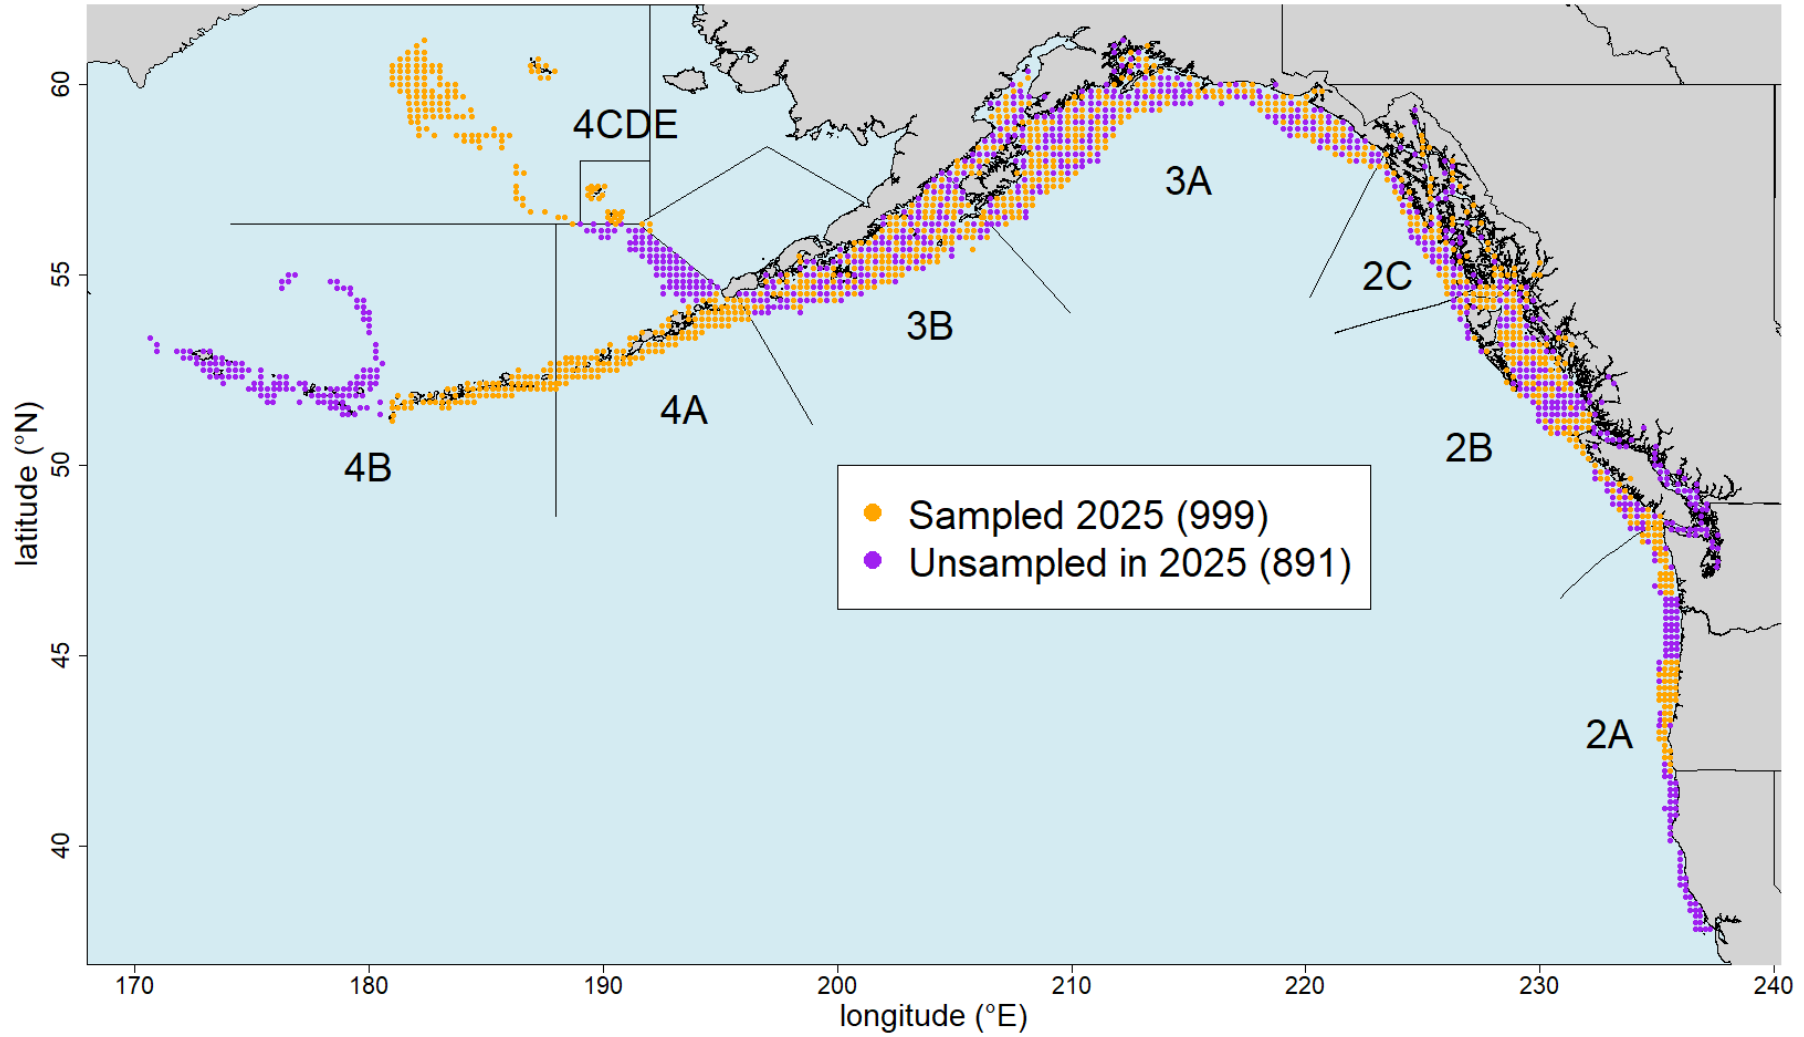 4CDE
3A
2C
3B
4A
2B
4B
Sampled 2025 (999)
Unsampled in 2025 (891)
2A
latitude (°N)
60
55
50
45
40
170 180 190 200 210 220 230 240
longitude (°E)